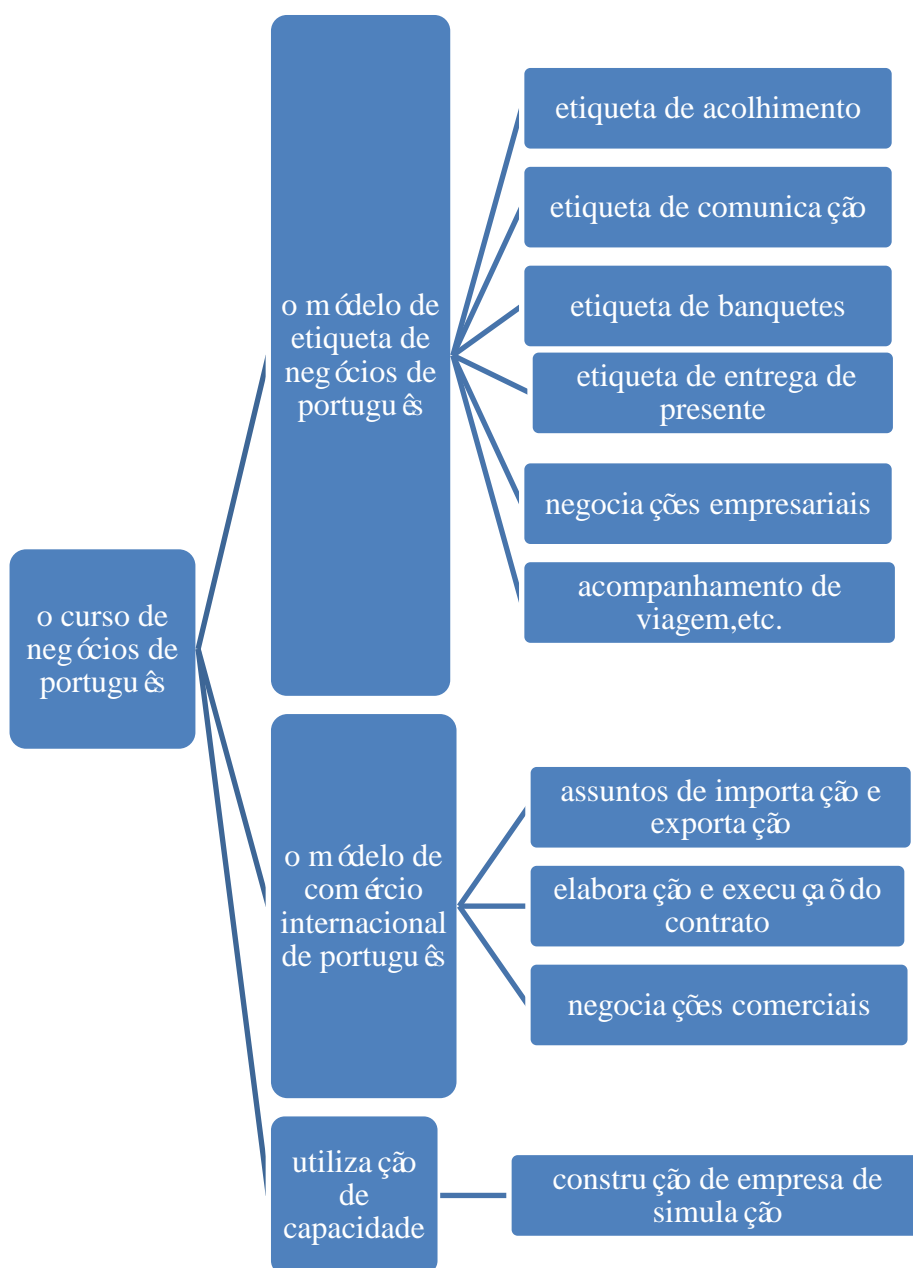 o curso de
negócios de
português
o módelo de
etiqueta de
negócios de
português
etiqueta de acolhimento
etiqueta de comunicação
etiqueta de banquetes
etiqueta de entrega de
presente
negociações empresariais
acompanhamento de
viagem,etc.
o módelo de
comércio
internacional
de português
assuntos de importação e
exportação
elaboração e execuçaõ do
contrato
negociações comerciais
utilização
de
capacidade
construção de empresa de
simulação